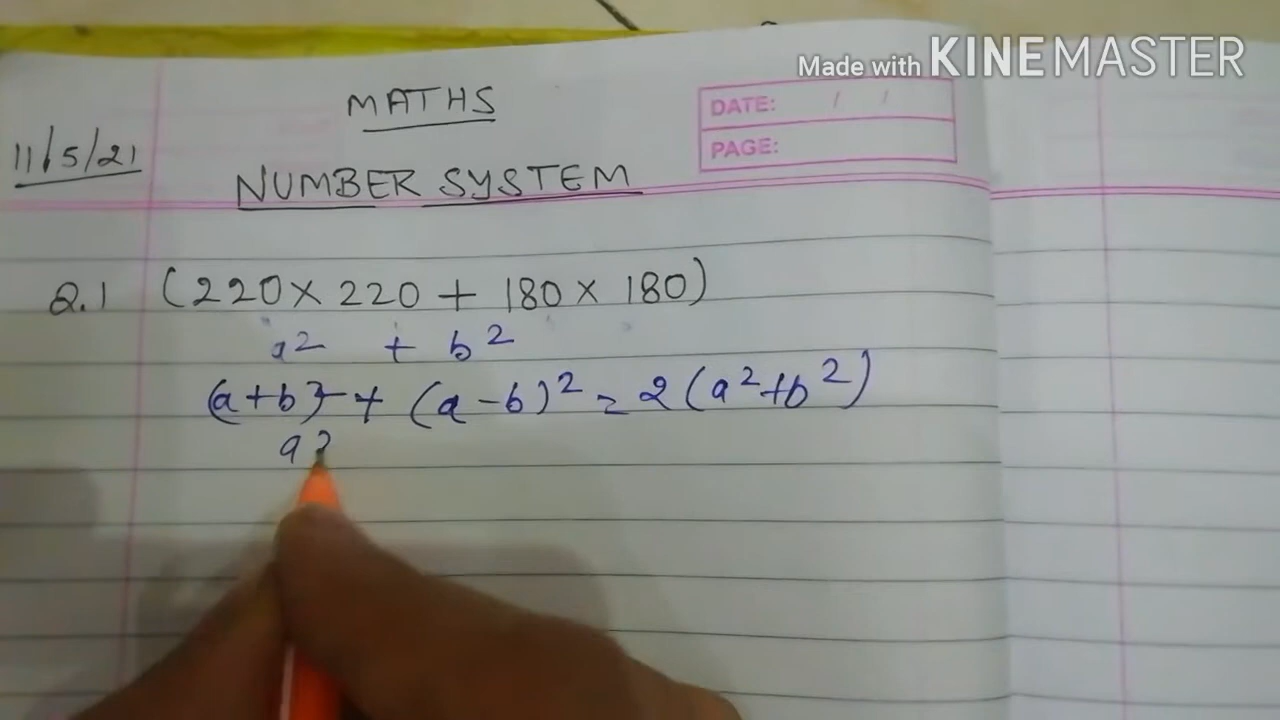 Made with KINEMASTER
MATHS
DATE: / /
PAGE:
11/5/21
NUMBER SYSTEM
Q.1 (220 × 220 + 180 × 180)
a² + b²
(a+b)² + (a-b)² = 2(a²+b²)
a²